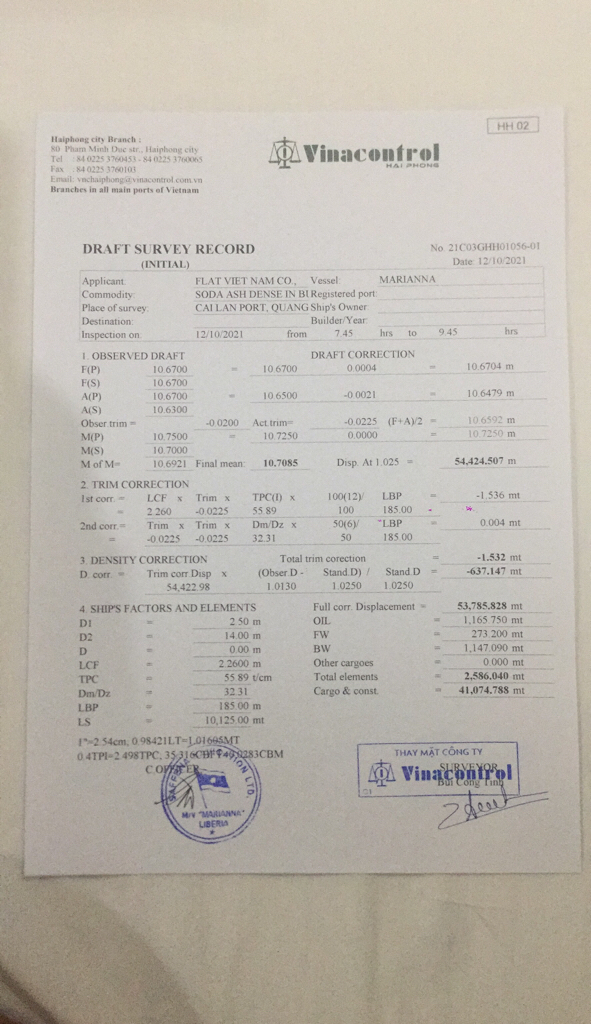 HH 02
Haiphong city Branch :
80 Pham Minh Duc str., Haiphong city
Tel : 84 0225 3760453 - 84 0225 3760065
Fax : 84 0225 3760103
Email: vnchaiphong@vinacontrol.com.vn
Branches in all main ports of Vietnam
Vinacontrol
HAI PHONG
DRAFT SURVEY RECORD
(INITIAL)
No. 21C03GHH01056-01
Date: 12/10/2021
Applicant: FLAT VIET NAM CO., Vessel: MARIANNA
Commodity: SODA ASH DENSE IN BI Registered port:
Place of survey: CAI LAN PORT, QUANG Ship's Owner
Destination: Builder/Year:
Inspection on: 12/10/2021 from 7.45 hrs to 9.45 hrs
1. OBSERVED DRAFT DRAFT CORRECTION
F(P) 10.6700 = 10.6700 0.0004 = 10.6704 m
F(S) 10.6700
A(P) 10.6700 = 10.6500 -0.0021 = 10.6479 m
A(S) 10.6300
Obser trim = -0.0200 Act trim= -0.0225 (F+A)/2 = 10.6592 m
M(P) 10.7500 = 10.7250 0.0000 = 10.7250 m
M(S) 10.7000
M of M= 10.6921 Final mean: 10.7085 Disp. At 1.025 = 54,424.507 m
2. TRIM CORRECTION
1st corr. = LCF x Trim x TPC(I) x 100(12)/ LBP = -1.536 mt
= 2.260 -0.0225 55.89 100 185.00
2nd corr.= Trim x Trim x Dm/Dz x 50(6)/ LBP = 0.004 mt
= -0.0225 -0.0225 32.31 50 185.00
3. DENSITY CORRECTION Total trim corection = -1.532 mt
D. corr. = Trim corr Disp x (Obser.D - Stand.D) / Stand.D = -637.147 mt
54,422.98 1.0130 1.0250 1.0250
4. SHIP'S FACTORS AND ELEMENTS Full corr. Displacement = 53,785.828 mt
D1 = 2.50 m OIL = 1,165.750 mt
D2 = 14.00 m FW = 273.200 mt
D = 0.00 m BW = 1,147.090 mt
LCF = 2.2600 m Other cargoes = 0.000 mt
TPC = 55.89 t/cm Total elements = 2,586.040 mt
Dm/Dz = 32.31 Cargo & const. = 41,074.788 mt
LBP = 185.00 m
LS = 10,125.00 mt
1"=2.54cm, 0.98421LT=1.01605MT
0.4TPI=2.498TPC, 35.316CBFT=0.0283CBM
C.OFFICER
M/V "MARIANNA"
LIBERIA
THAY MẶT CÔNG TY
SURVEYOR
Vinacontrol
Bui Cong Tinh